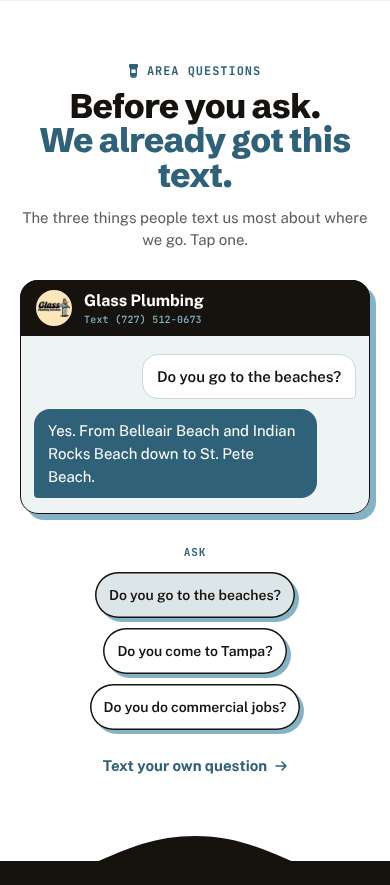 AREA QUESTIONS
Before you ask.
We already got this
text.
The three things people text us most about where
we go. Tap one.
Glass
Glass Plumbing
Text (727) 512-0673
Do you go to the beaches?
Yes. From Belleair Beach and Indian
Rocks Beach down to St. Pete
Beach.
ASK
Do you go to the beaches?
Do you come to Tampa?
Do you do commercial jobs?
Text your own question →